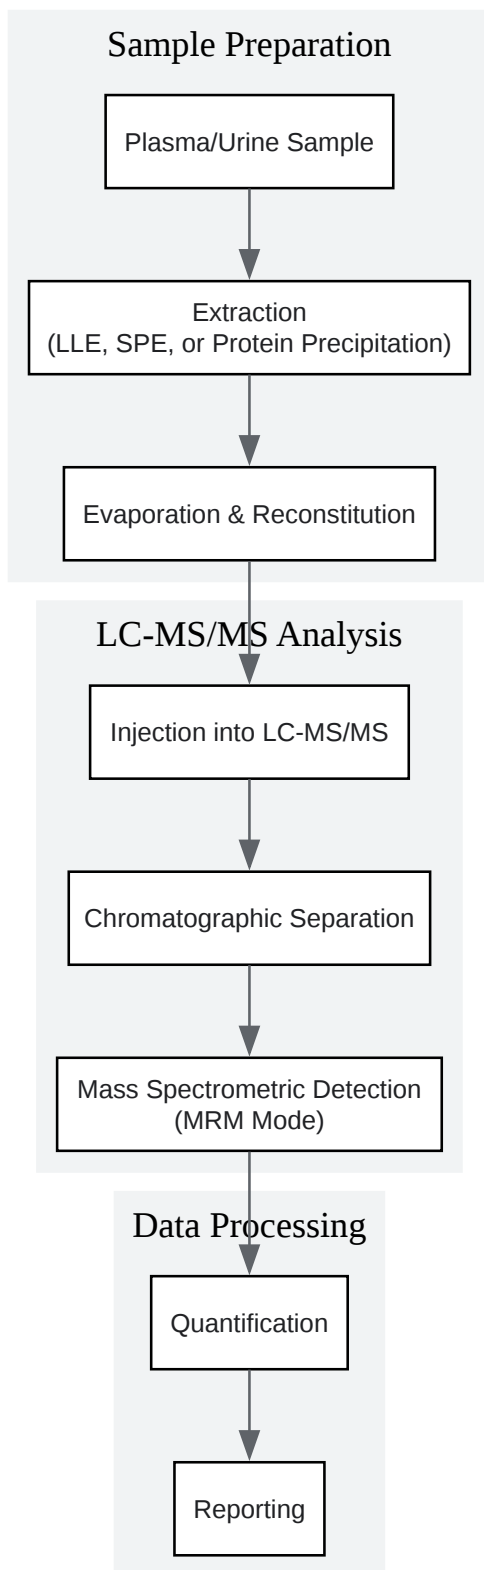 Sample Preparation
Plasma/Urine Sample
Extraction
(LLE, SPE, or Protein Precipitation)
Evaporation & Reconstitution
LC-MS/MS Analysis
Injection into LC-MS/MS
Chromatographic Separation
Mass Spectrometric Detection
(MRM Mode)
Data Processing
Quantification
Reporting